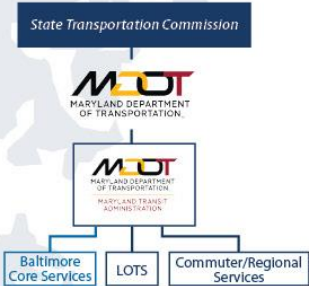 State Transportation Commission
MDOT
MARYLAND DEPARTMENT
OF TRANSPORTATION
MDOT
MARYLAND DEPARTMENT
OF TRANSPORTATION
MARYLAND TRANSIT
ADMINISTRATION
Baltimore
Core Services
LOTS
Commuter/Regional
Services